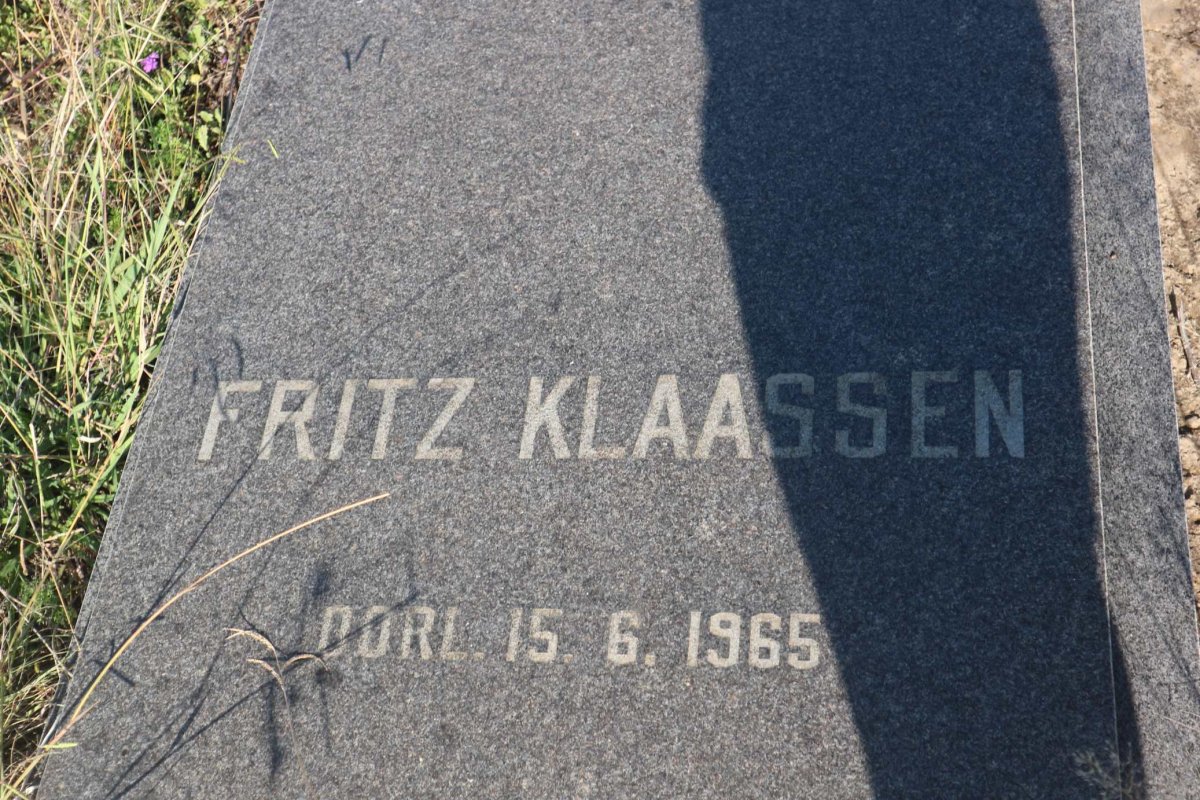 FRITZ KLAASSEN
OORL. 15. 6. 1965